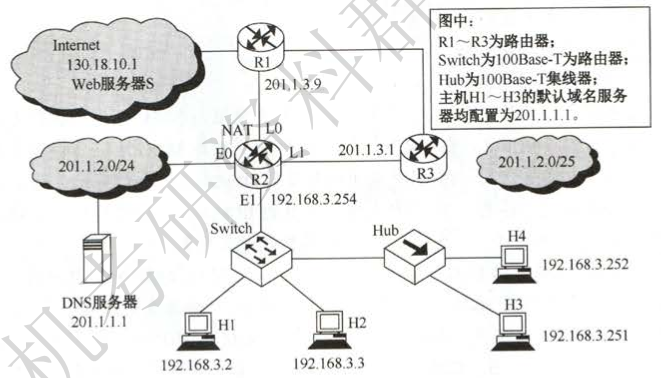 Internet
130.18.10.1
Web服务器S
R1
201.1.3.9
图中：
R1～R3为路由器；
Switch为100Base-T为路由器；
Hub为100Base-T集线器；
主机H1～H3的默认域名服务
器均配置为201.1.1.1。
NAT
L0
201.1.2.0/24
E0
L1
201.1.3.1
R2
R3
201.1.2.0/25
E1
192.168.3.254
Switch
Hub
H4
192.168.3.252
DNS服务器
201.1.1.1
H1
H2
H3
192.168.3.251
192.168.3.2
192.168.3.3
机考研资料群